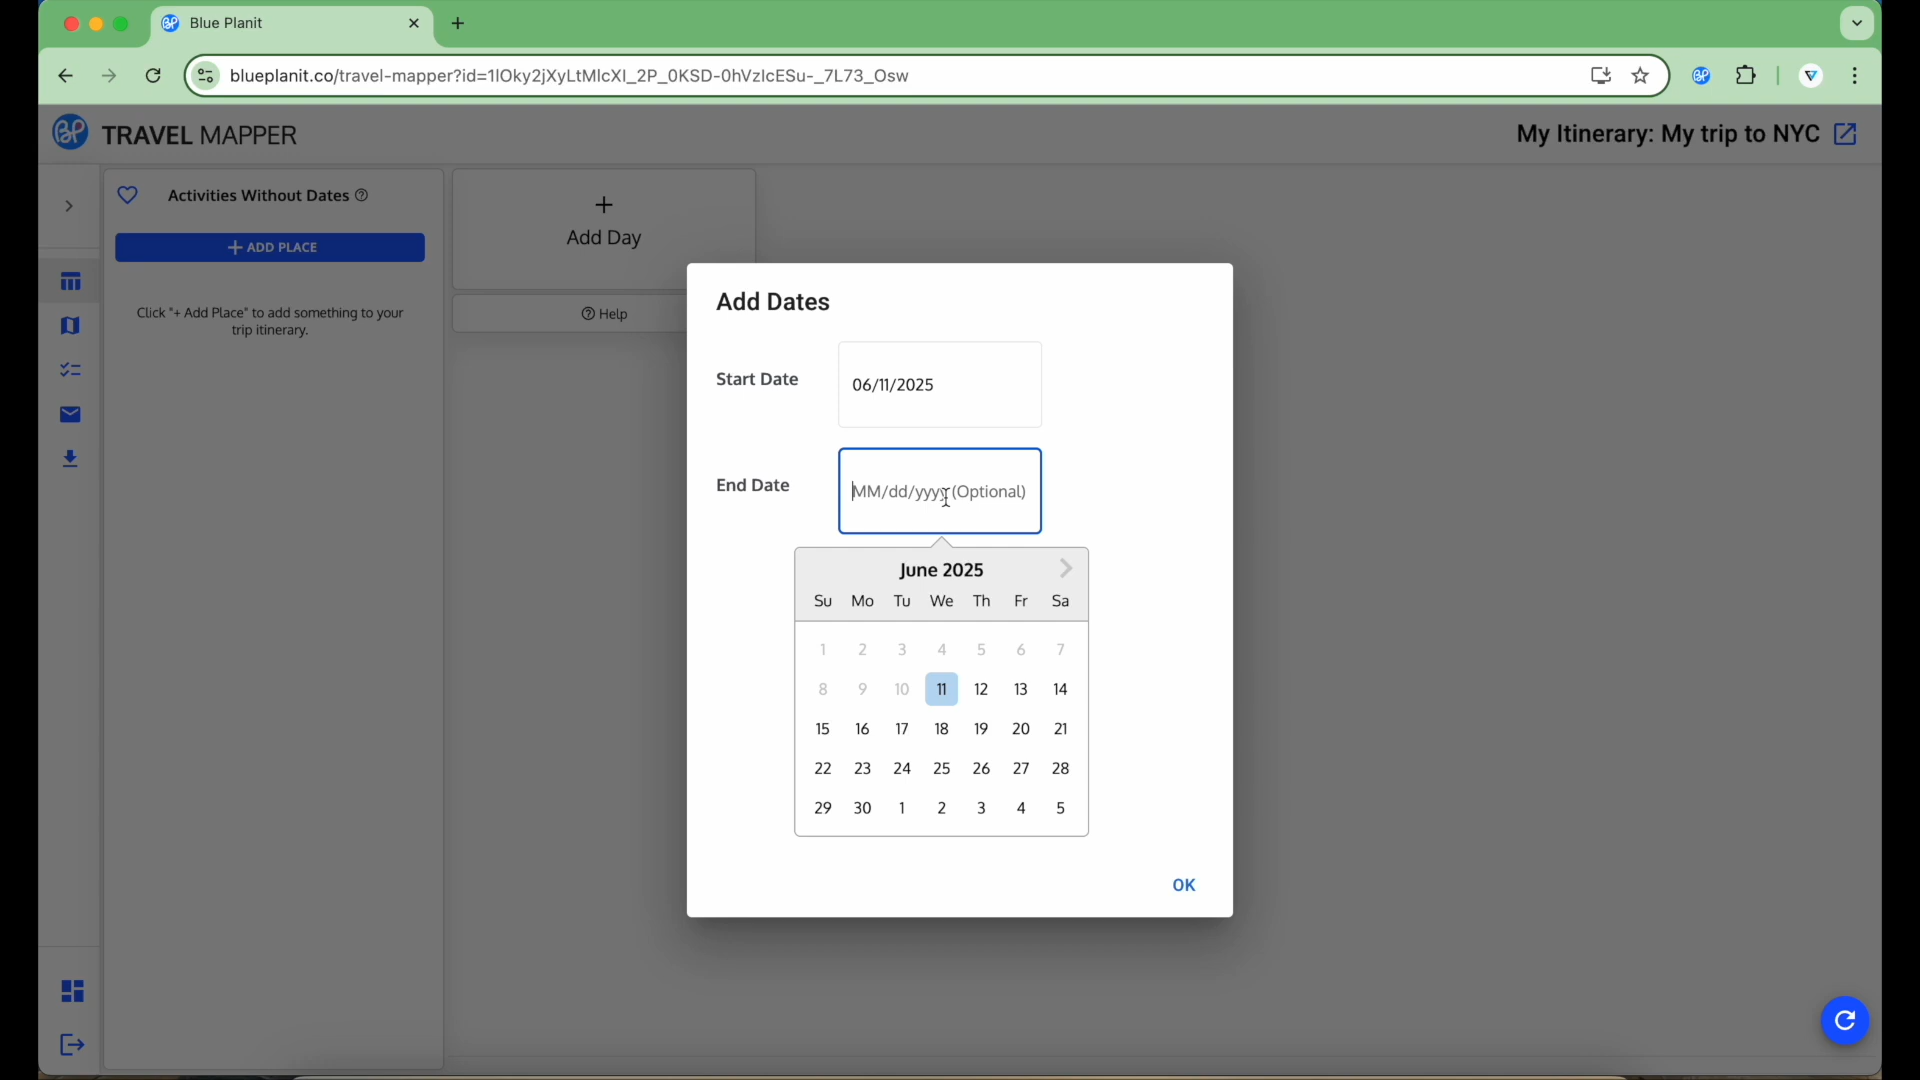 Blue Planit
blueplanit.co/travel-mapper?id=1lOky2jXyLtMlcXI_2P_0KSD-0hVzIcESu-_7L73_Osw
BP TRAVEL MAPPER
My Itinerary: My trip to NYC
Activities Without Dates
+ ADD PLACE
Click "+ Add Place" to add something to your
trip itinerary.
+
Add Day
Help
Add Dates
Start Date
06/11/2025
End Date
MM/dd/yyyy (Optional)
June 2025
Su Mo Tu We Th Fr Sa
1 2 3 4 5 6 7
8 9 10 11 12 13 14
15 16 17 18 19 20 21
22 23 24 25 26 27 28
29 30 1 2 3 4 5
OK